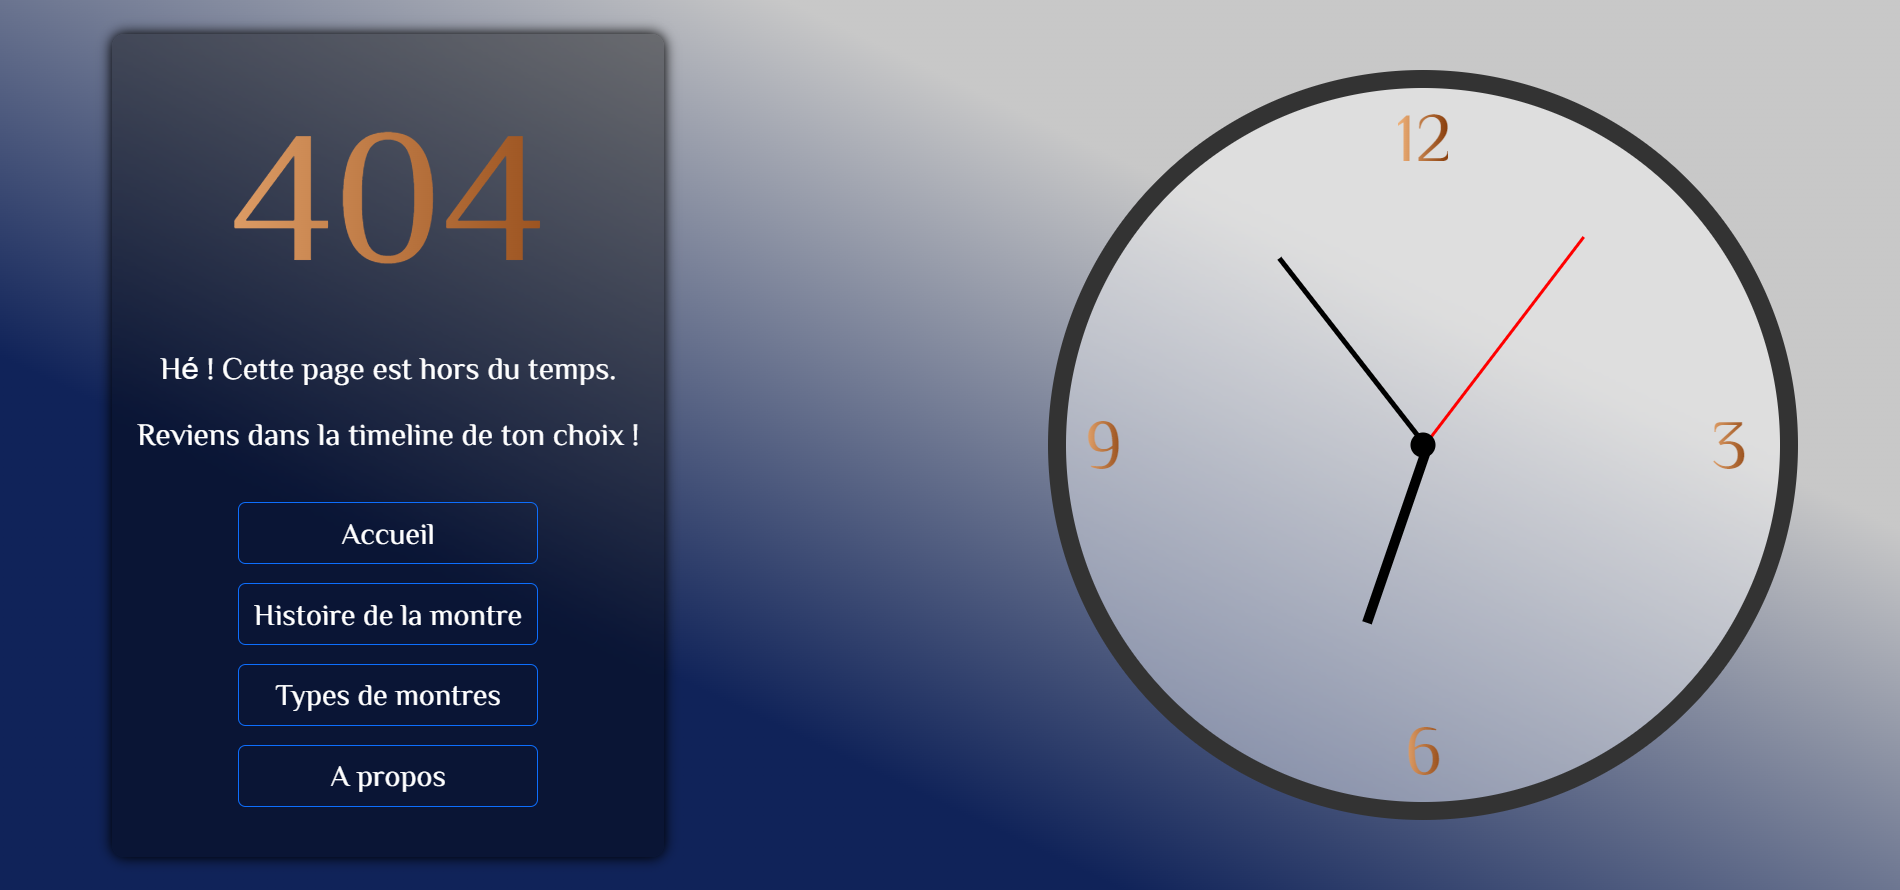 404
Hé ! Cette page est hors du temps.
Reviens dans la timeline de ton choix !
Accueil
Histoire de la montre
Types de montres
A propos
12
9
3
6